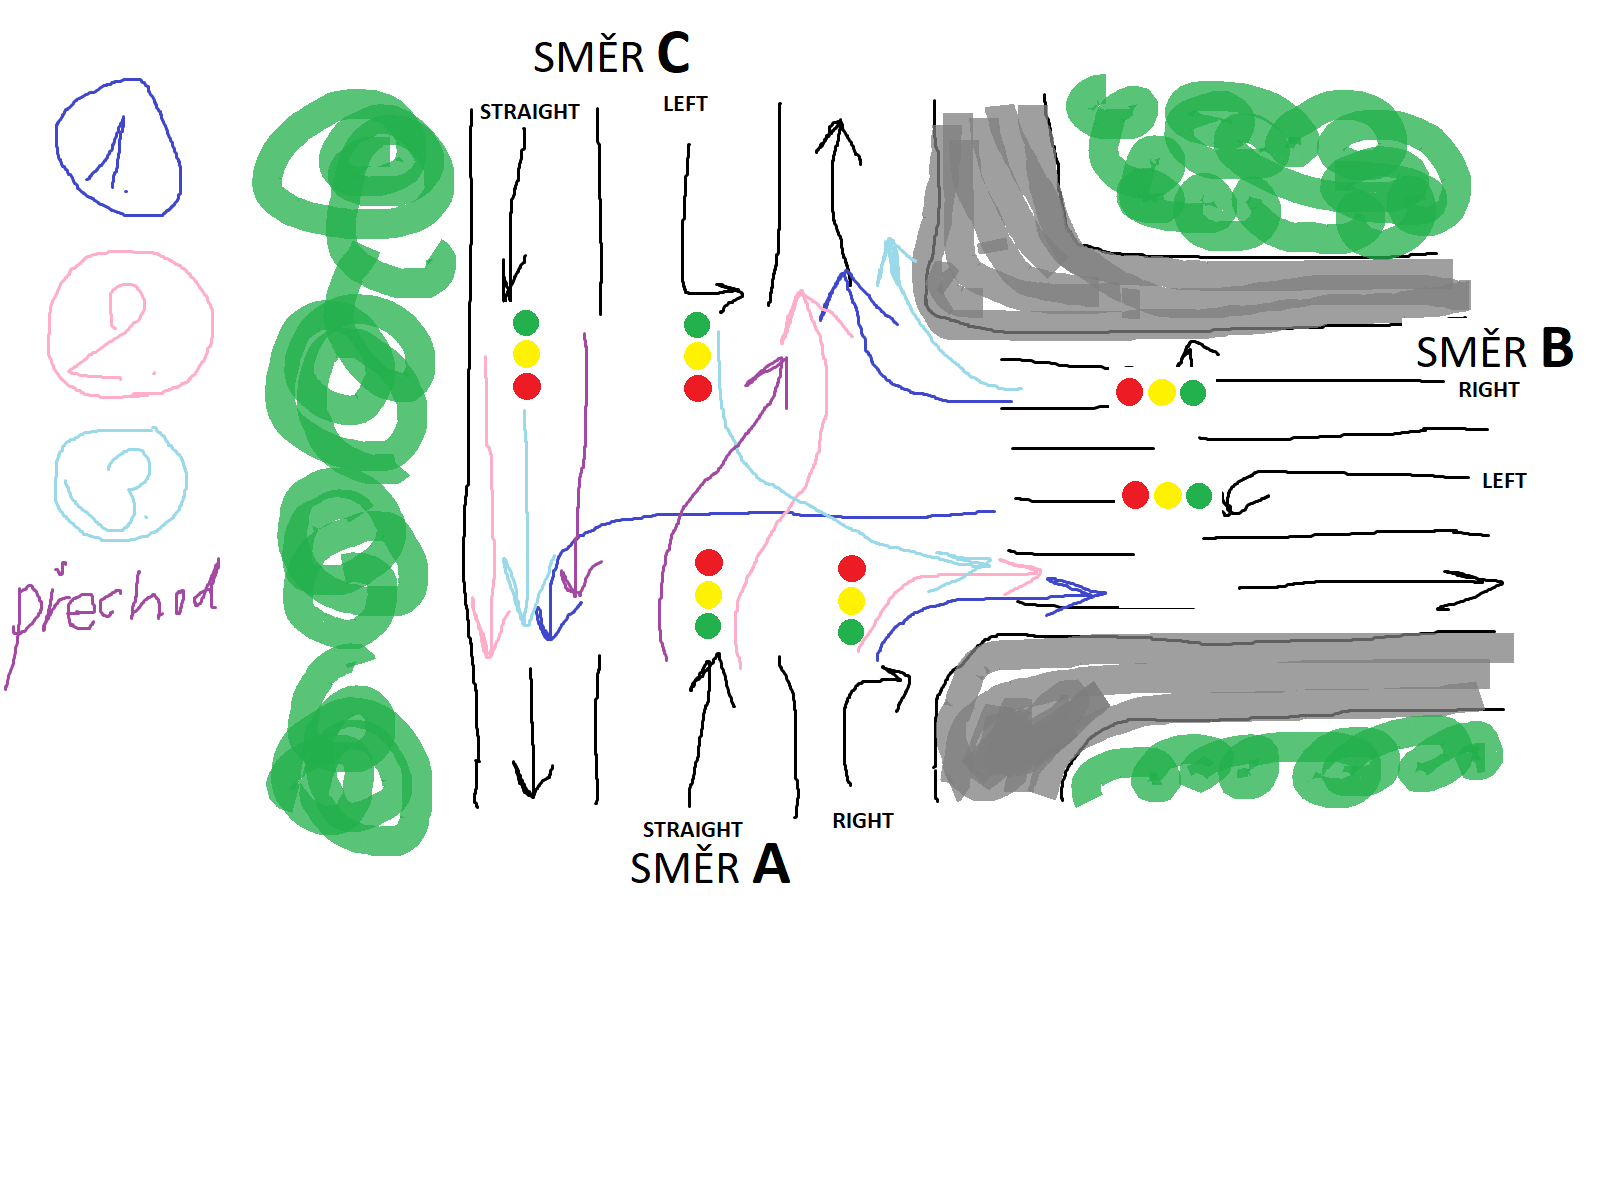 SMĚR C
STRAIGHT
LEFT
1.
2.
SMĚR B
RIGHT
3.
LEFT
přechod
STRAIGHT
RIGHT
SMĚR A